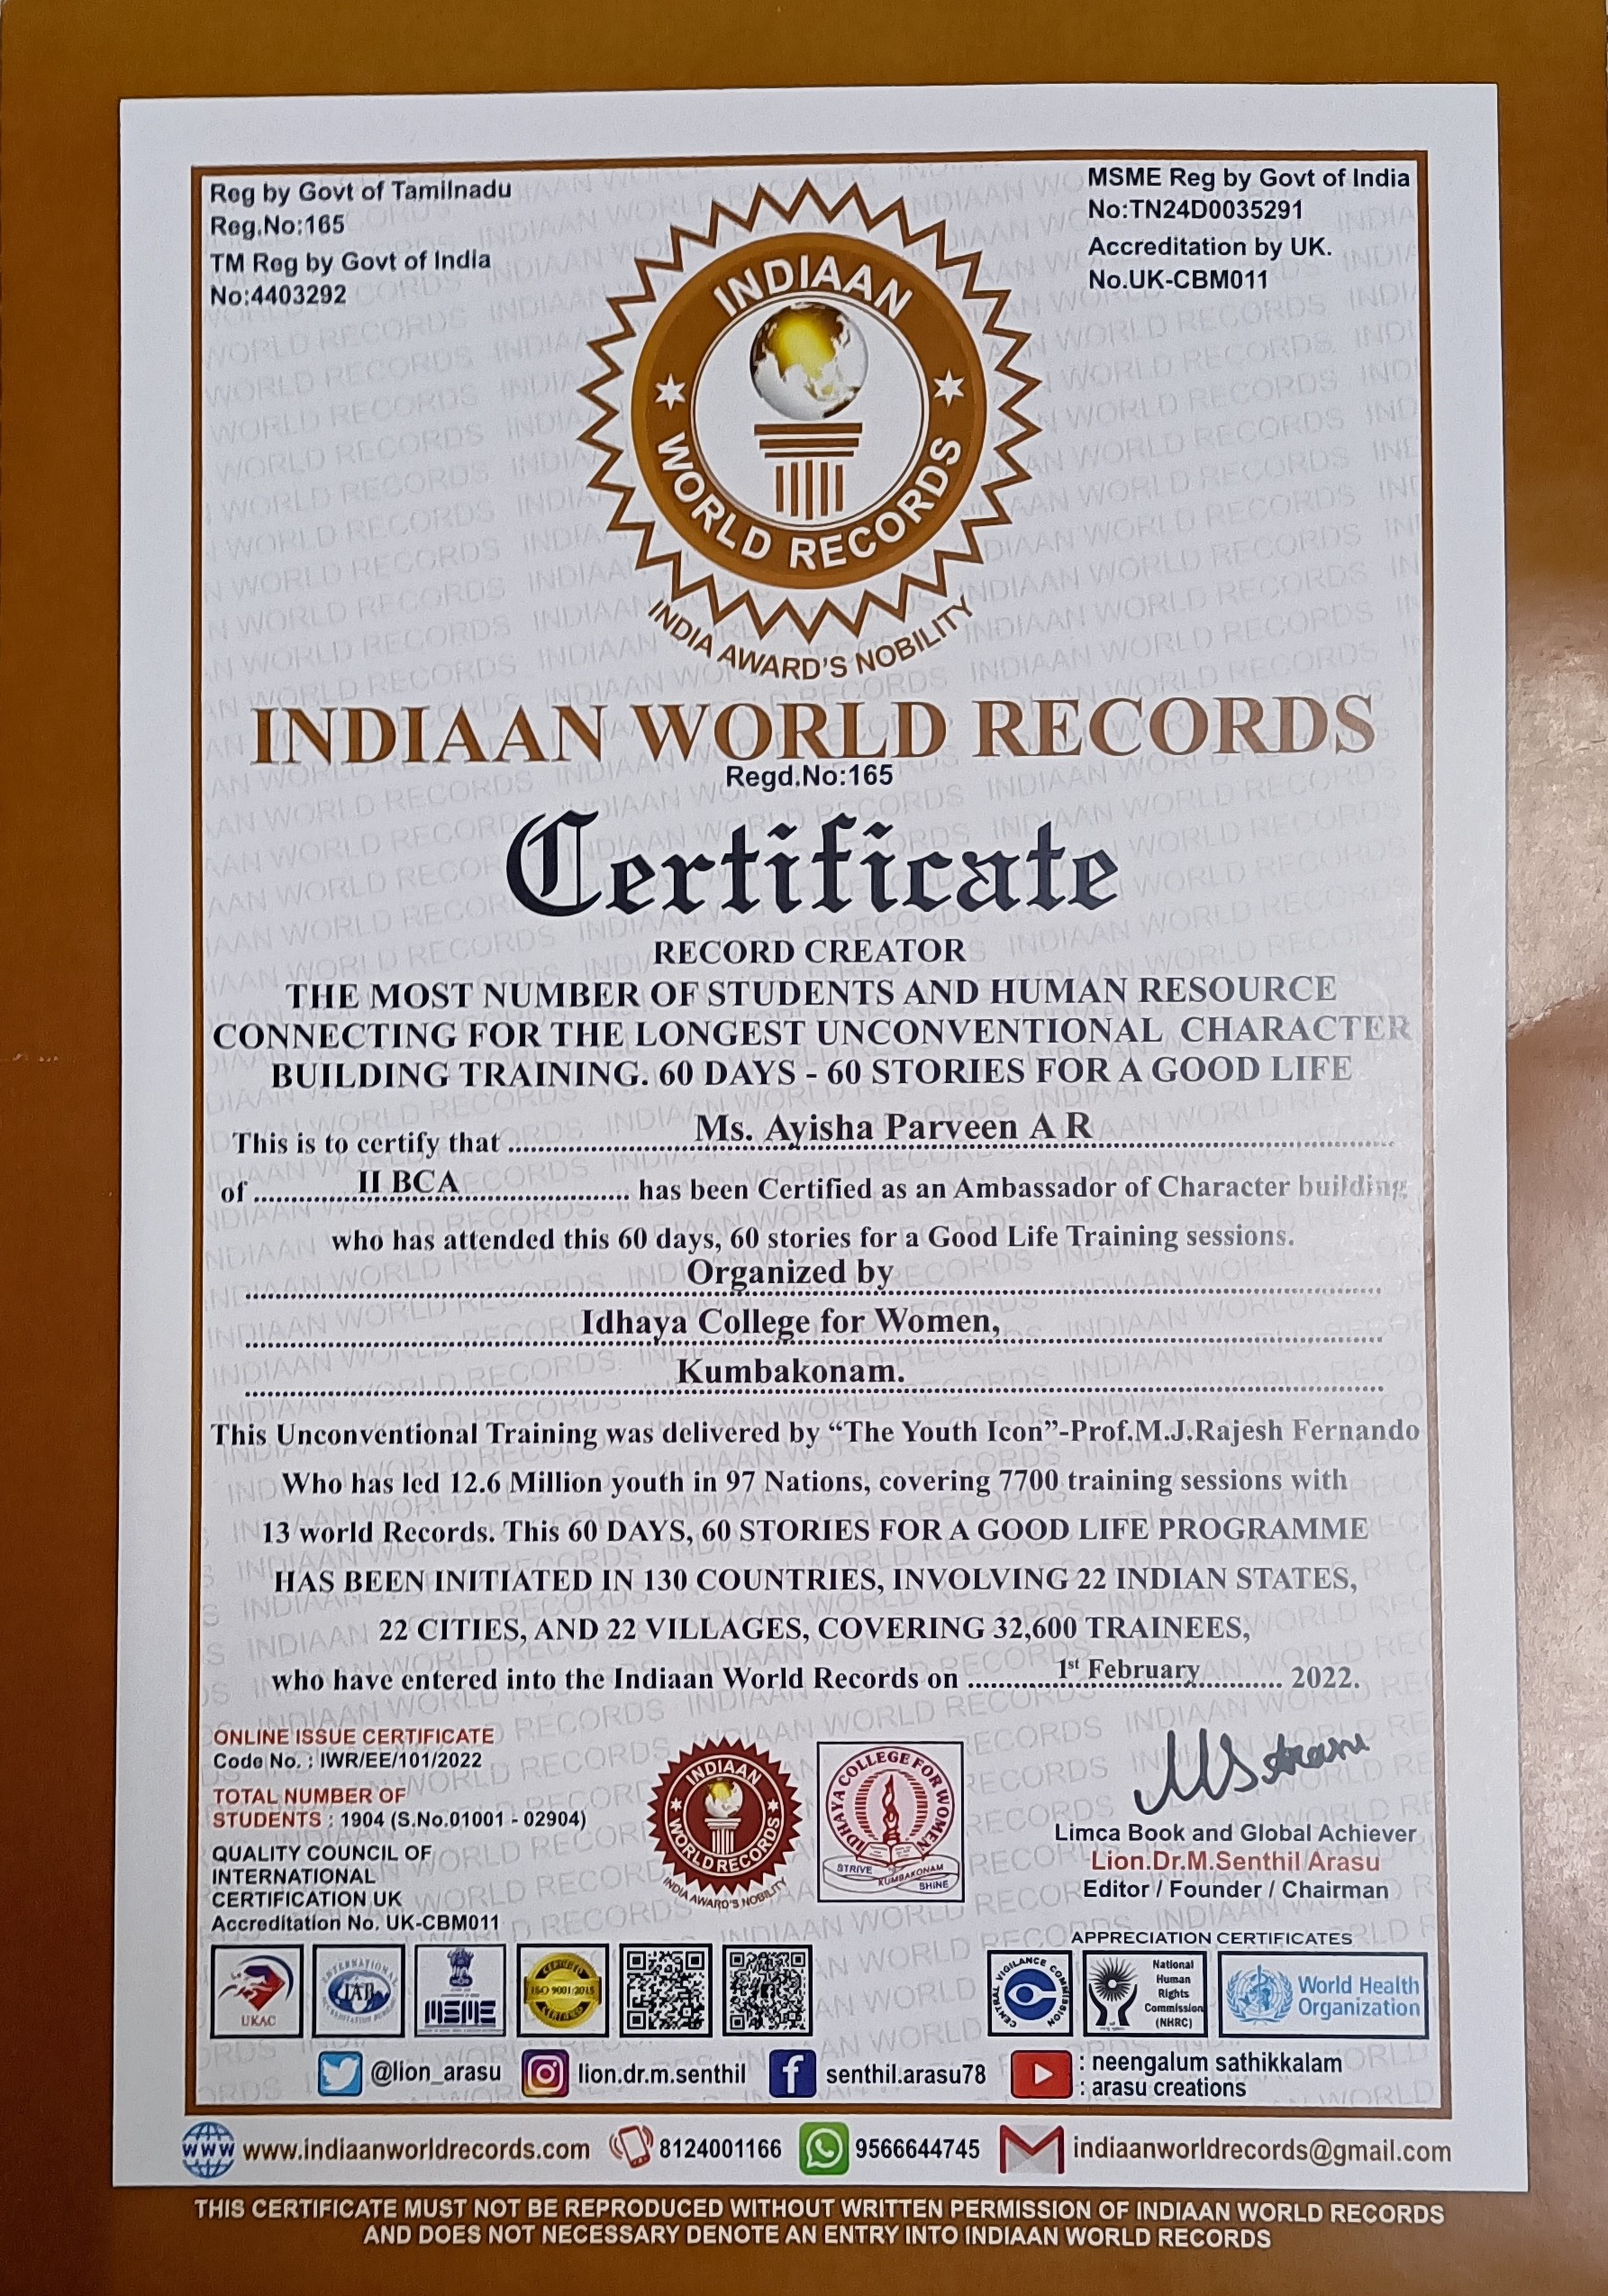 Reg by Govt of Tamilnadu
Reg.No:165
TM Reg by Govt of India
No:4403292
MSME Reg by Govt of India
No:TN24D0035291
Accreditation by UK.
No.UK-CBM011
INDIAAN
WORLD RECORDS
INDIA AWARD'S NOBILITY
INDIAAN WORLD RECORDS
Regd.No:165
Certificate
RECORD CREATOR
THE MOST NUMBER OF STUDENTS AND HUMAN RESOURCE
CONNECTING FOR THE LONGEST UNCONVENTIONAL CHARACTER
BUILDING TRAINING. 60 DAYS - 60 STORIES FOR A GOOD LIFE
This is to certify that Ms. Ayisha Parveen A R
of II BCA has been Certified as an Ambassador of Character building
who has attended this 60 days, 60 stories for a Good Life Training sessions.
Organized by
Idhaya College for Women,
Kumbakonam.
This Unconventional Training was delivered by “The Youth Icon”-Prof.M.J.Rajesh Fernando
Who has led 12.6 Million youth in 97 Nations, covering 7700 training sessions with
13 world Records. This 60 DAYS, 60 STORIES FOR A GOOD LIFE PROGRAMME
HAS BEEN INITIATED IN 130 COUNTRIES, INVOLVING 22 INDIAN STATES,
22 CITIES, AND 22 VILLAGES, COVERING 32,600 TRAINEES,
who have entered into the Indiaan World Records on 1st February 2022.
ONLINE ISSUE CERTIFICATE
Code No. : IWR/EE/101/2022
TOTAL NUMBER OF
STUDENTS : 1904 (S.No.01001 - 02904)
QUALITY COUNCIL OF
INTERNATIONAL
CERTIFICATION UK
Accreditation No. UK-CBM011
INDIAAN
WORLD RECORDS
INDIA AWARD'S NOBILITY
IDHAYA COLLEGE FOR WOMEN
STRIVE
KUMBAKONAM
SHINE
Limca Book and Global Achiever
Lion.Dr.M.Senthil Arasu
Editor / Founder / Chairman
APPRECIATION CERTIFICATES
UKAC
INTERNATIONAL
IAB
MSME
CERTIFIED
ISO 9001:2015
CERTIFIED
CENTRAL VIGILANCE COMMISSION
National
Human
Rights
Commission
(NHRC)
World Health
Organization
@lion_arasu
lion.dr.m.senthil
senthil.arasu78
: neengalum sathikkalam
: arasu creations
www www.indiaanworldrecords.com 8124001166 9566644745 indiaanworldrecords@gmail.com
THIS CERTIFICATE MUST NOT BE REPRODUCED WITHOUT WRITTEN PERMISSION OF INDIAAN WORLD RECORDS
AND DOES NOT NECESSARY DENOTE AN ENTRY INTO INDIAAN WORLD RECORDS